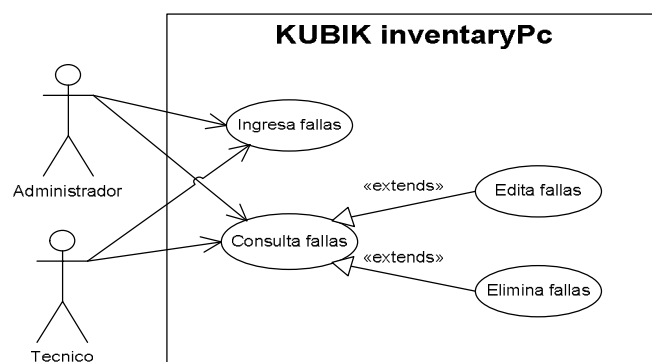 KUBIK inventaryPc
Ingresa fallas
Administrador
«extends»
Edita fallas
Consulta fallas
«extends»
Elimina fallas
Tecnico